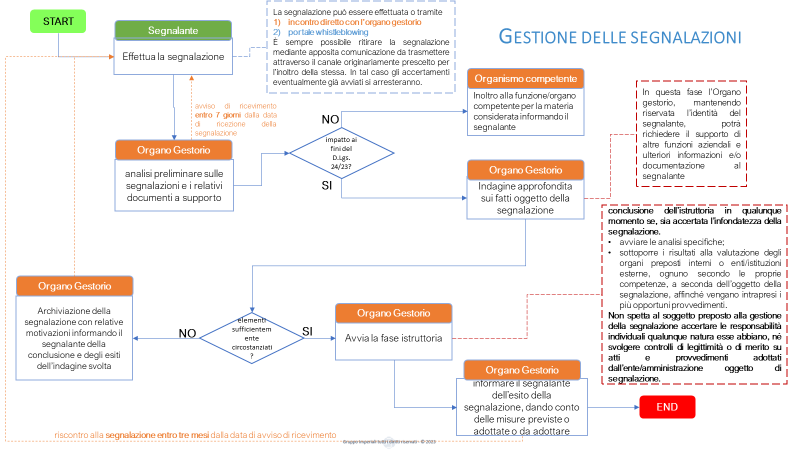 START
Segnalante
Effettua la segnalazione
La segnalazione può essere effettuata o tramite
1) incontro diretto con l'organo gestorio
2) portale whistleblowing
È sempre possibile ritirare la segnalazione
mediante apposita comunicazione da trasmettere
attraverso il canale originariamente prescelto per
l'inoltro della stessa. In tal caso gli accertamenti
eventualmente già avviati si arresteranno.
GESTIONE DELLE SEGNALAZIONI
avviso di ricevimento
entro 7 giorni dalla data
di ricezione della
segnalazione
Organo Gestorio
analisi preliminare sulle
segnalazioni e i relativi
documenti a supporto
NO
impatto ai
fini del
D.Lgs.
24/23?
SI
Organismo competente
Inoltro alla funzione/organo
competente per la materia
considerata informando il
segnalante
Organo Gestorio
Indagine approfondita
sui fatti oggetto della
segnalazione
In questa fase l'Organo
gestorio, mantenendo
riservata l'identità del
segnalante, potrà
richiedere il supporto di
altre funzioni aziendali e
ulteriori informazioni e/o
documentazione al
segnalante
conclusione dell'istruttoria in qualunque
momento se, sia accertata l'infondatezza della
segnalazione.
• avviare le analisi specifiche;
• sottoporre i risultati alla valutazione degli
organi preposti interni o enti/istituzioni
esterne, ognuno secondo le proprie
competenze, a seconda dell'oggetto della
segnalazione, affinché vengano intrapresi i
più opportuni provvedimenti.
Non spetta al soggetto preposto alla gestione
della segnalazione accertare le responsabilità
individuali qualunque natura esse abbiano, né
svolgere controlli di legittimità o di merito su
atti e provvedimenti adottati
dall'ente/amministrazione oggetto di
segnalazione.
Organo Gestorio
Archiviazione della
segnalazione con relative
motivazioni informando il
segnalante della
conclusione e degli esiti
dell'indagine svolta
NO
elementi
sufficientem
ente
circostanziati
?
SI
Organo Gestorio
Avvia la fase istruttoria
Organo Gestorio
informare il segnalante
dell'esito della
segnalazione, dando conto
delle misure previste o
adottate o da adottare
END
riscontro alla segnalazione entro tre mesi dalla data di avviso di ricevimento
Gruppo Imperiali tutti i diritti riservati - © 2023